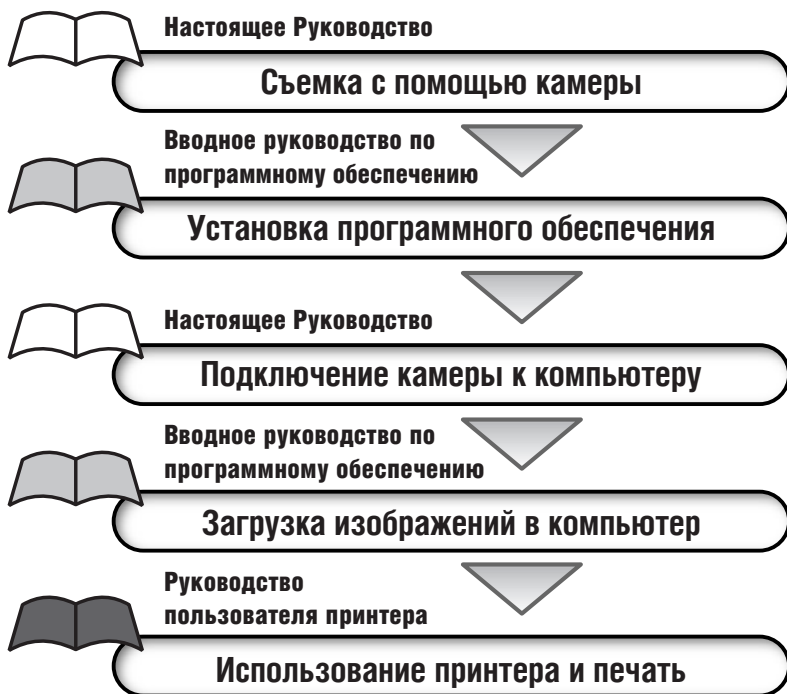 Настоящее Руководство
Съемка с помощью камеры
Вводное руководство по
программному обеспечению
Установка программного обеспечения
Настоящее Руководство
Подключение камеры к компьютеру
Вводное руководство по
программному обеспечению
Загрузка изображений в компьютер
Руководство
пользователя принтера
Использование принтера и печать